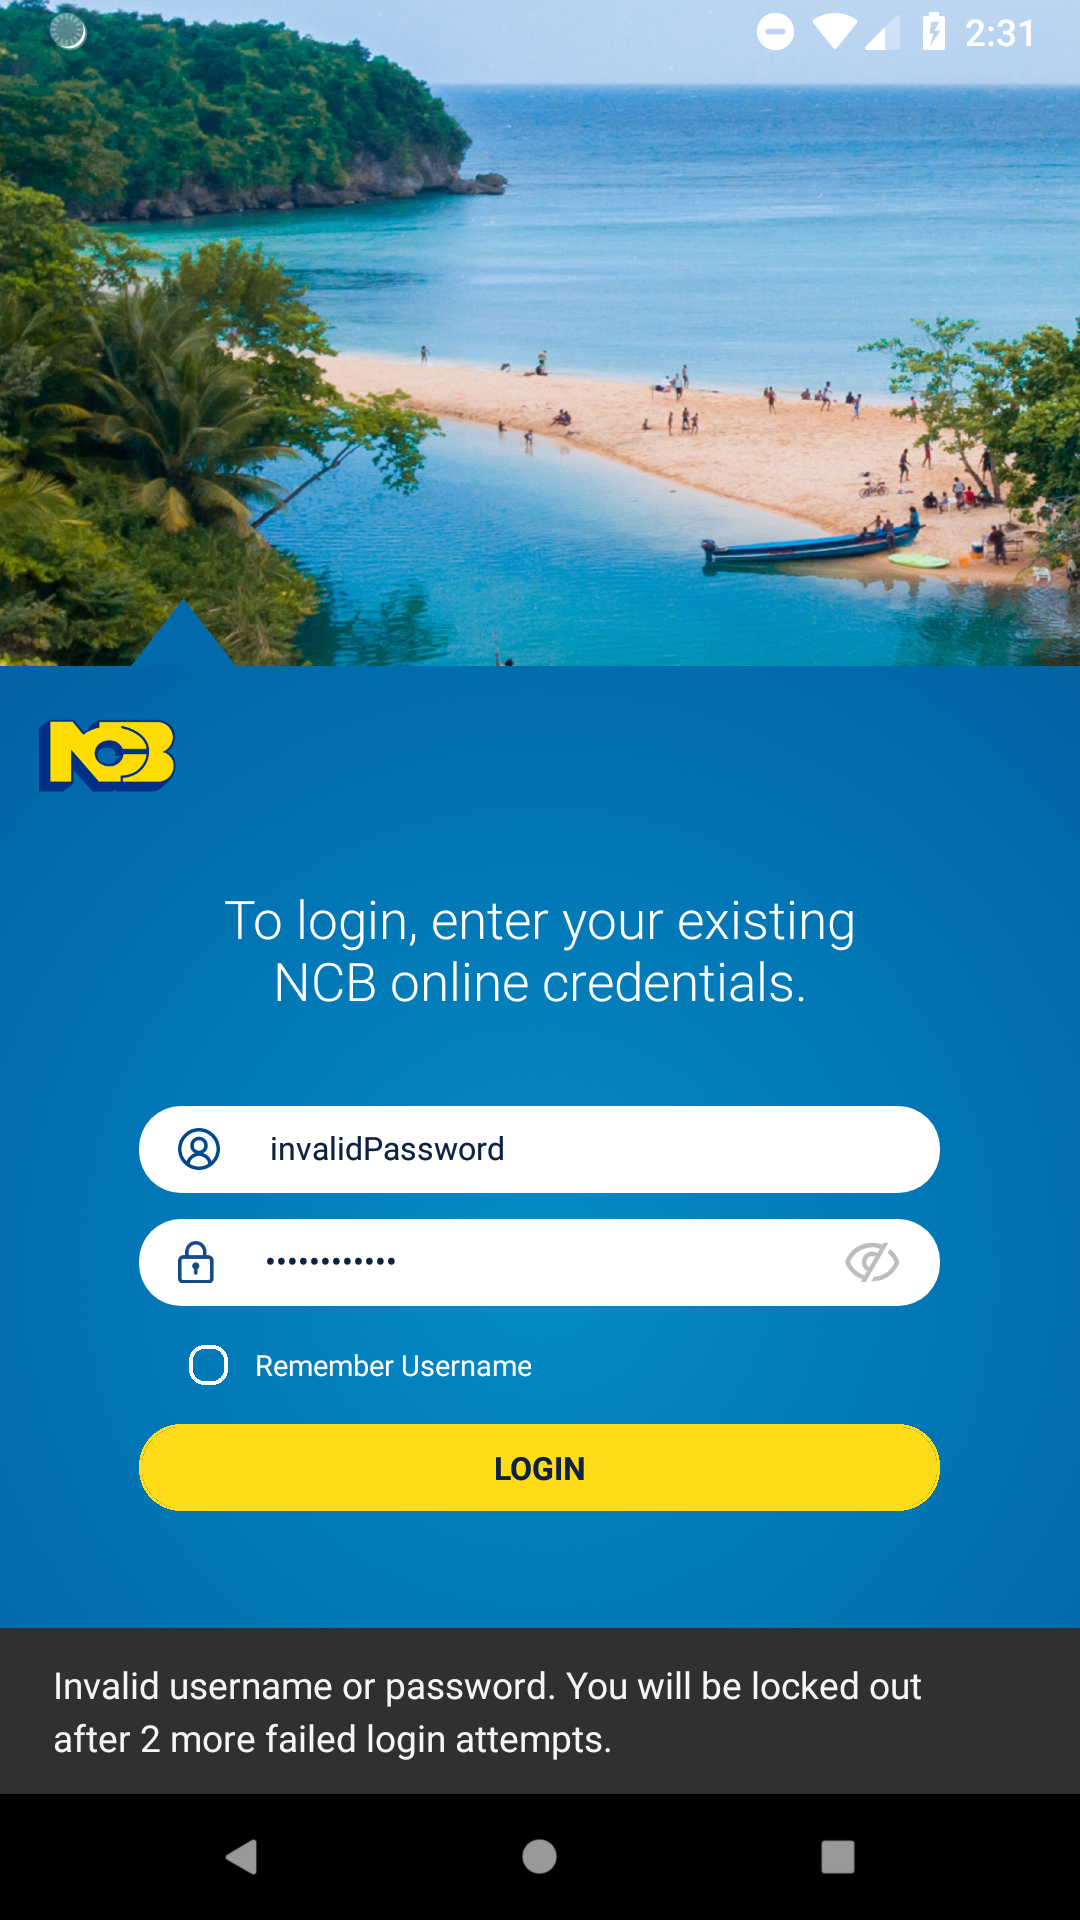 2:31
NCB
To login, enter your existing
NCB online credentials.
invalidPassword
••••••••••••
Remember Username
LOGIN
Invalid username or password. You will be locked out
after 2 more failed login attempts.